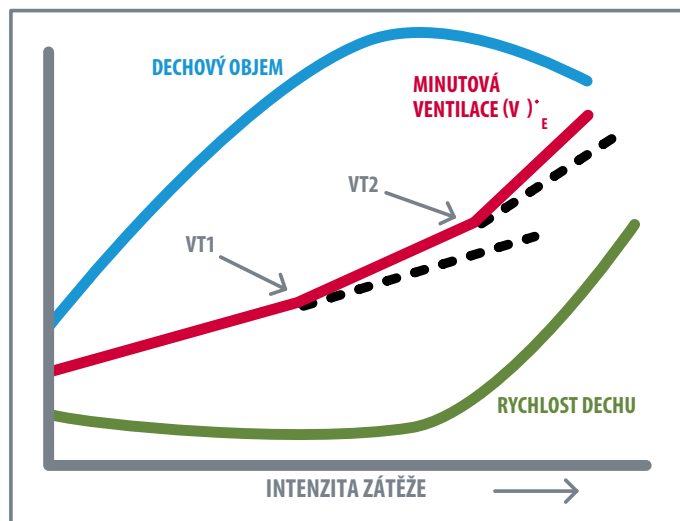 DECHOVÝ OBJEM
MINUTOVÁ
VENTILACE (V̇E)
VT2
VT1
RYCHLOST DECHU
INTENZITA ZÁTĚŽE